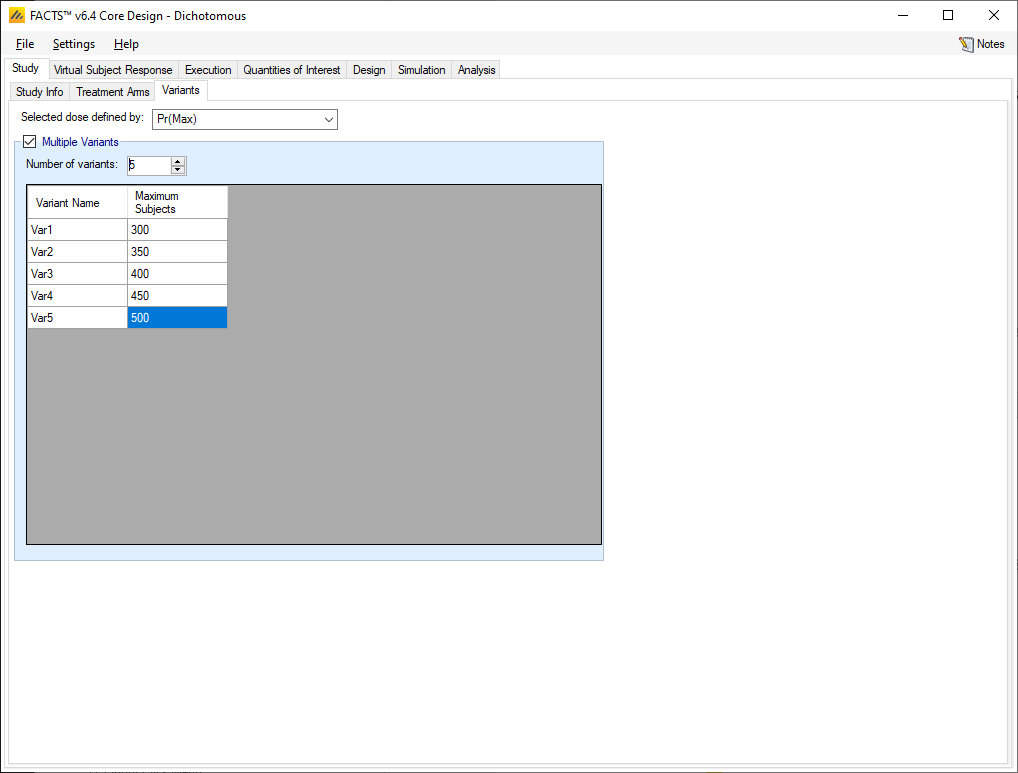 FACTS™ v6.4 Core Design - Dichotomous
File Settings Help Notes
Study Virtual Subject Response Execution Quantities of Interest Design Simulation Analysis
Study Info Treatment Arms Variants
Selected dose defined by: Pr(Max)
Multiple Variants
Number of variants: 5
Variant Name Maximum Subjects
Var1 300
Var2 350
Var3 400
Var4 450
Var5 500